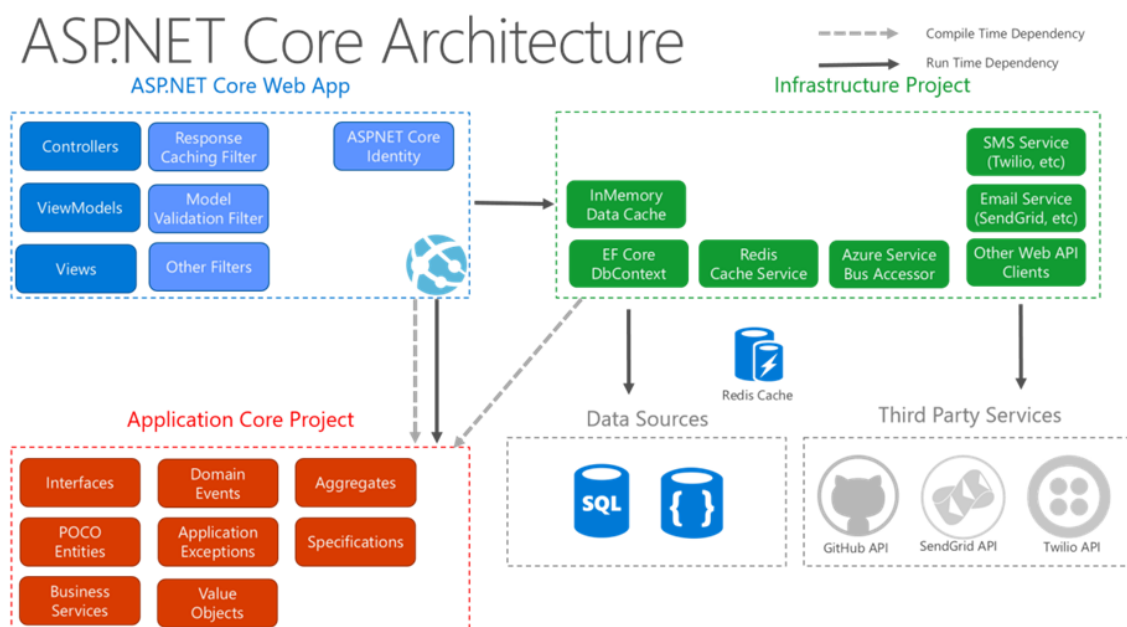 ASP.NET Core Architecture
Compile Time Dependency
Run Time Dependency
ASP.NET Core Web App
Infrastructure Project
Controllers
Response
Caching Filter
ASP.NET Core
Identity
ViewModels
Model
Validation Filter
Views
Other Filters
SMS Service
(Twilio, etc)
InMemory
Data Cache
Email Service
(SendGrid, etc)
EF Core
DbContext
Redis
Cache Service
Azure Service
Bus Accessor
Other Web API
Clients
Redis Cache
Application Core Project
Data Sources
Third Party Services
Interfaces
Domain
Events
Aggregates
POCO
Entities
Application
Exceptions
Specifications
Business
Services
Value
Objects
SQL
{ }
GitHub API
SendGrid API
Twilio API